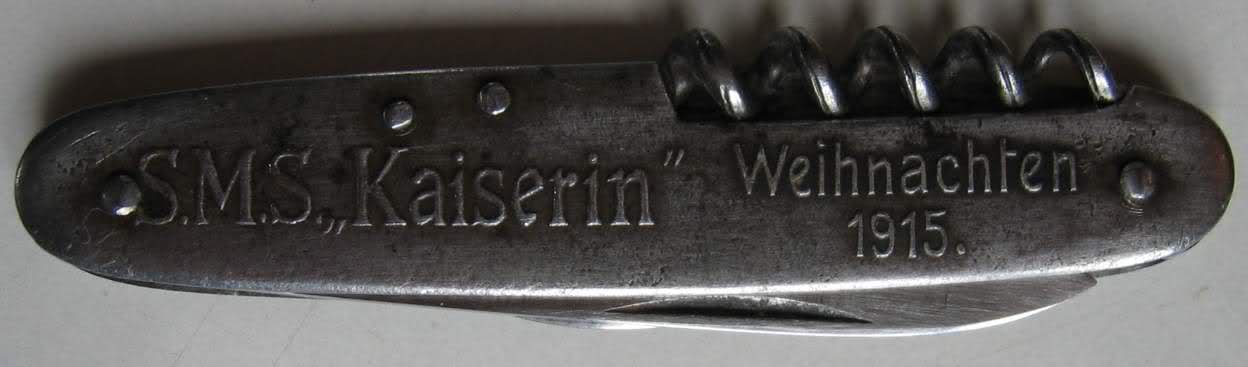 S.M.S. „Kaiserin" Weihnachten
1915.